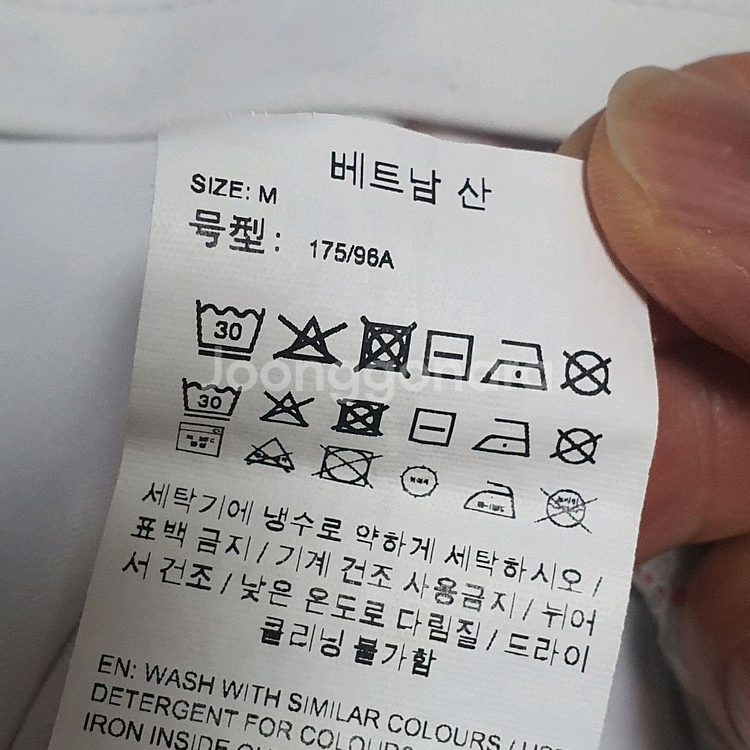 베트남 산
SIZE: M
号型: 175/96A
30
Joonggonara
30
세탁기에 냉수로 약하게 세탁하시오 /
표백 금지 / 기계 건조 사용금지 / 뉘어
서 건조 / 낮은 온도로 다림질 / 드라이
클리닝 불가함
EN: WASH WITH SIMILAR COLOURS /
DETERGENT FOR COLOURS
IRON INSIDE